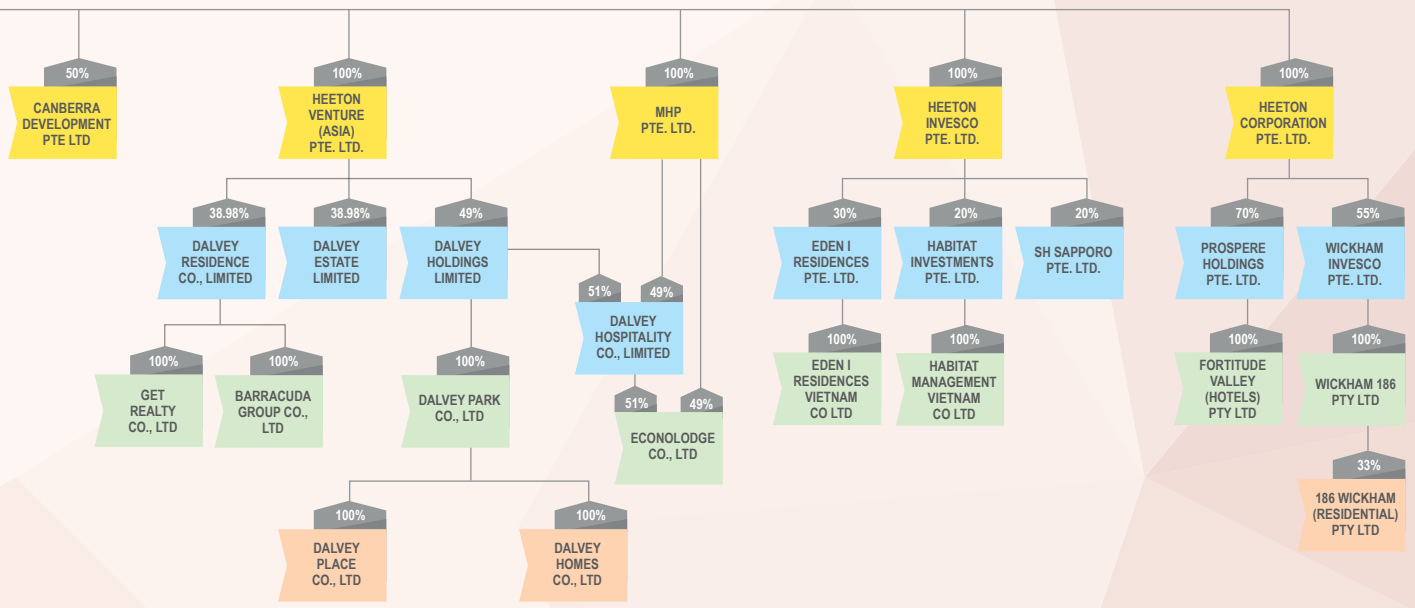 50%
CANBERRA
DEVELOPMENT
PTE LTD
100%
HEETON
VENTURE
(ASIA)
PTE. LTD.
100%
MHP
PTE. LTD.
100%
HEETON
INVESCO
PTE. LTD.
100%
HEETON
CORPORATION
PTE. LTD.
38.98%
DALVEY
RESIDENCE
CO., LIMITED
38.98%
DALVEY
ESTATE
LIMITED
49%
DALVEY
HOLDINGS
LIMITED
51%
49%
DALVEY
HOSPITALITY
CO., LIMITED
30%
EDEN I
RESIDENCES
PTE. LTD.
20%
HABITAT
INVESTMENTS
PTE. LTD.
20%
SH SAPPORO
PTE. LTD.
70%
PROSPERE
HOLDINGS
PTE. LTD.
55%
WICKHAM
INVESCO
PTE. LTD.
100%
GET
REALTY
CO., LTD
100%
BARRACUDA
GROUP CO.,
LTD
100%
DALVEY PARK
CO., LTD
51%
49%
ECONOLODGE
CO., LTD
100%
EDEN I
RESIDENCES
VIETNAM
CO LTD
100%
HABITAT
MANAGEMENT
VIETNAM
CO LTD
100%
FORTITUDE
VALLEY
(HOTELS)
PTY LTD
100%
WICKHAM 186
PTY LTD
100%
DALVEY
PLACE
CO., LTD
100%
DALVEY
HOMES
CO., LTD
33%
186 WICKHAM
(RESIDENTIAL)
PTY LTD